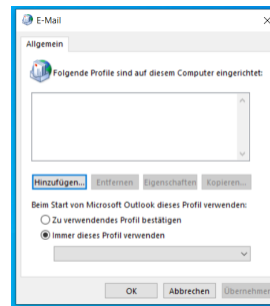 E-Mail
Allgemein
Folgende Profile sind auf diesem Computer eingerichtet:
Hinzufügen... Entfernen Eigenschaften Kopieren...
Beim Start von Microsoft Outlook dieses Profil verwenden:
Zu verwendendes Profil bestätigen
Immer dieses Profil verwenden
OK Abbrechen Übernehmen